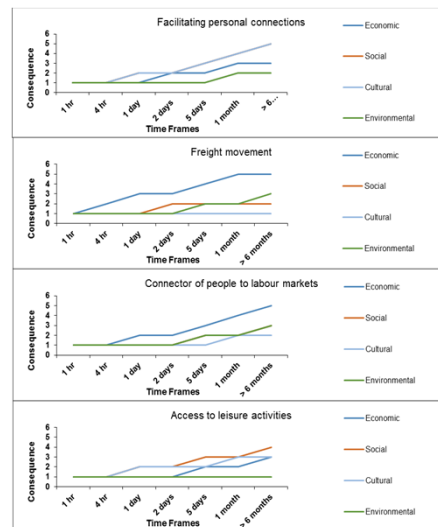 Facilitating personal connections
Consequence
6
5
4
3
2
1
1 hr
4 hr
1 day
2 days
5 days
1 month
> 6...
Time Frames
Economic
Social
Cultural
Environmental
Freight movement
Consequence
6
5
4
3
2
1
1 hr
4 hr
1 day
2 days
5 days
1 month
> 6 months
Time Frames
Economic
Social
Cultural
Environmental
Connector of people to labour markets
Consequence
6
5
4
3
2
1
1 hr
4 hr
1 day
2 days
5 days
1 month
> 6 months
Time Frames
Economic
Social
Cultural
Environmental
Access to leisure activities
Consequence
6
5
4
3
2
1
1 hr
4 hr
1 day
2 days
5 days
1 month
> 6 months
Time Frames
Economic
Social
Cultural
Environmental